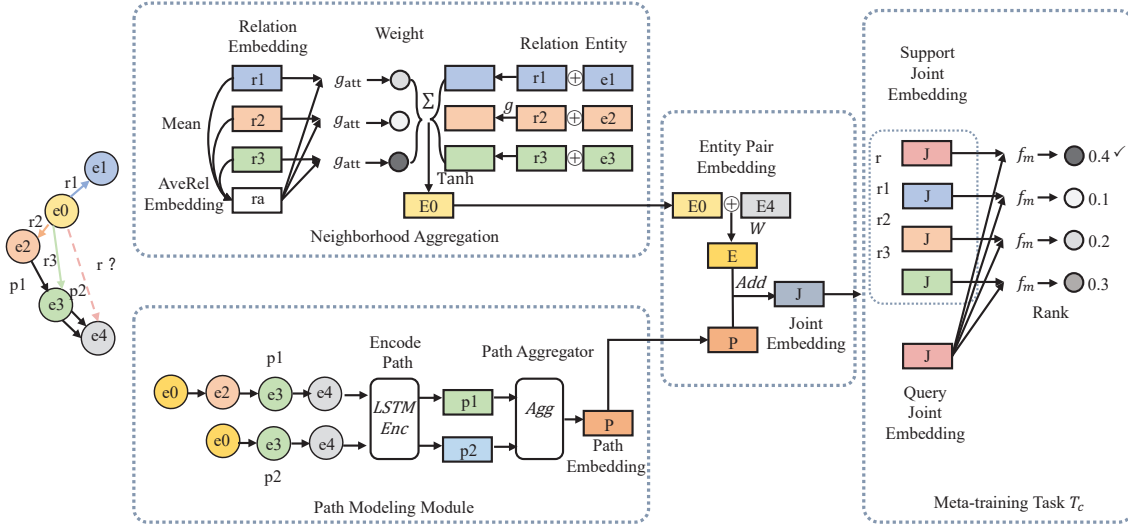 e1
r1
e0
r2
e2
r3
r ?
p1
p2
e3
e4
Relation
Embedding
Weight
Relation Entity
r1
g_att
r1 ⊕ e1
Mean
r2
g_att
Σ
g
r2 ⊕ e2
r3
g_att
r3 ⊕ e3
AveRel
Embedding
ra
Tanh
E0
Neighborhood Aggregation
Entity Pair
Embedding
E0 ⊕ E4
W
E
Add
J
P
Joint
Embedding
p1
Encode
Path
Path Aggregator
e0
e2
e3
e4
LSTM
Enc
p1
Agg
P
e0
e3
e4
p2
p2
Path
Embedding
Path Modeling Module
Support
Joint
Embedding
r
J
f_m
0.4 ✓
r1
J
f_m
0.1
r2
J
f_m
0.2
r3
J
f_m
0.3
Rank
J
Query
Joint
Embedding
Meta-training Task T_c